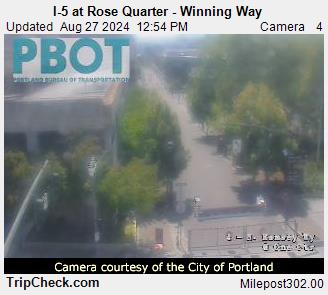 I-5 at Rose Quarter - Winning Way
Updated Aug 27 2024 12:54 PM Camera 4
PBOT
PORTLAND BUREAU OF TRANSPORTATION
Camera courtesy of the City of Portland
TripCheck.com Milepost302.00